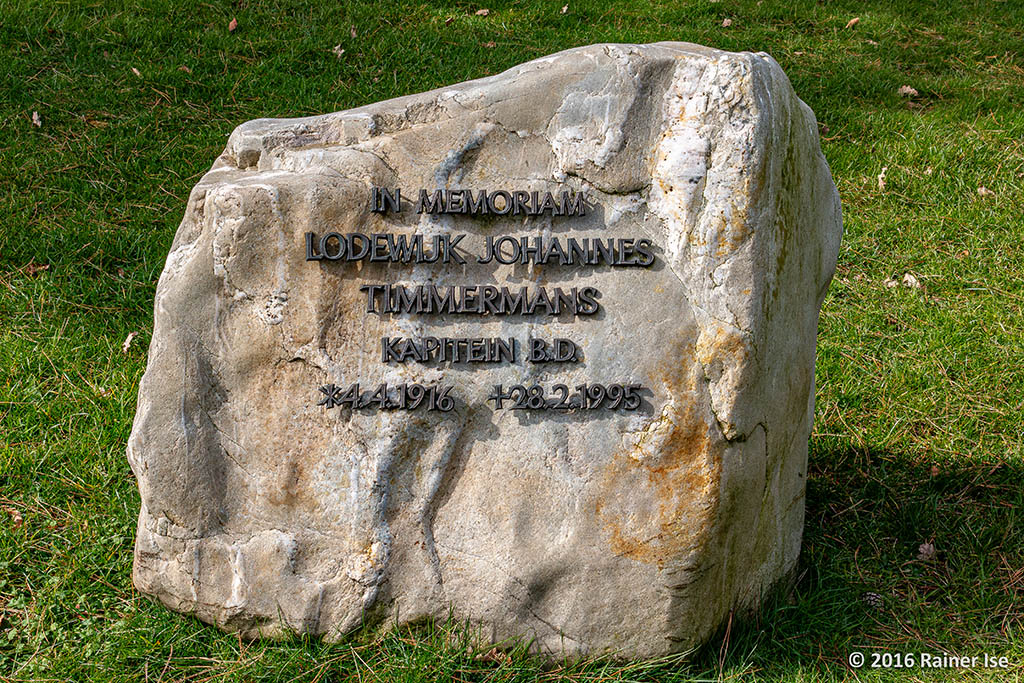 IN MEMORIAM
LODEWIJK JOHANNES
TIMMERMANS
KAPITEIN B.D.
*4.4.1916 +28.2.1995
© 2016 Rainer Ise